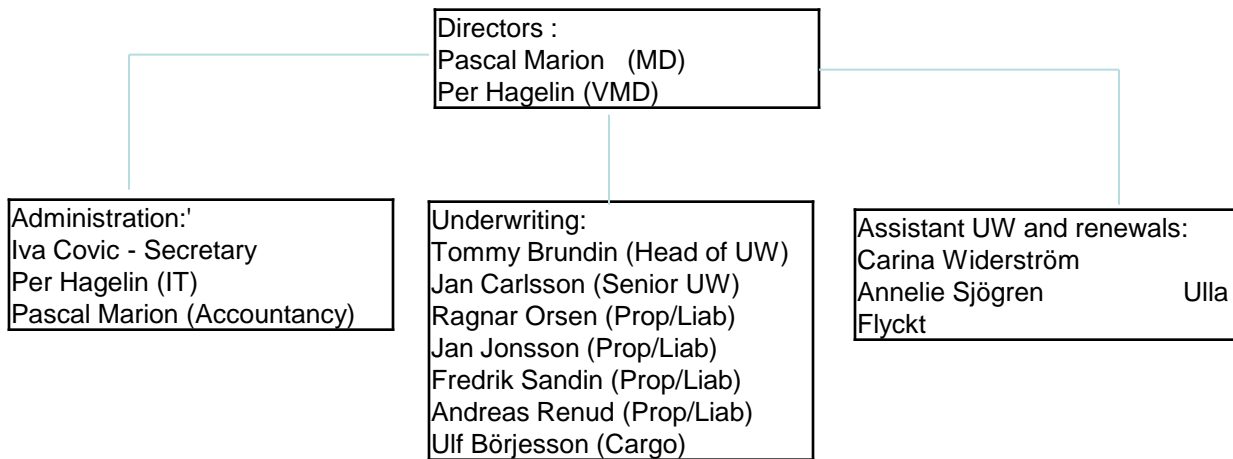 Directors :
Pascal Marion (MD)
Per Hagelin (VMD)
Administration:'
Iva Covic - Secretary
Per Hagelin (IT)
Pascal Marion (Accountancy)
Underwriting:
Tommy Brundin (Head of UW)
Jan Carlsson (Senior UW)
Ragnar Orsen (Prop/Liab)
Jan Jonsson (Prop/Liab)
Fredrik Sandin (Prop/Liab)
Andreas Renud (Prop/Liab)
Ulf Börjesson (Cargo)
Assistant UW and renewals:
Carina Widerström
Annelie Sjögren Ulla
Flyckt